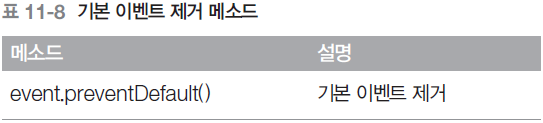 표 11-8 기본 이벤트 제거 메소드
메소드 설명
event.preventDefault() 기본 이벤트 제거